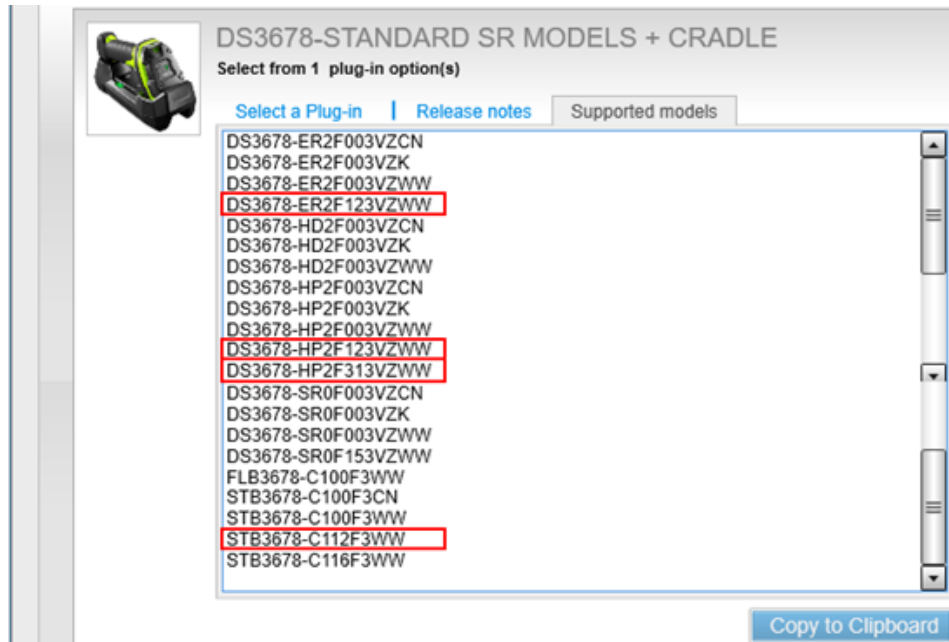 DS3678-STANDARD SR MODELS + CRADLE
Select from 1 plug-in option(s)
Select a Plug-in | Release notes Supported models
DS3678-ER2F003VZCN
DS3678-ER2F003VZK
DS3678-ER2F003VZWW
DS3678-ER2F123VZWW
DS3678-HD2F003VZCN
DS3678-HD2F003VZK
DS3678-HD2F003VZWW
DS3678-HP2F003VZCN
DS3678-HP2F003VZK
DS3678-HP2F003VZWW
DS3678-HP2F123VZWW
DS3678-HP2F313VZWW
DS3678-SR0F003VZCN
DS3678-SR0F003VZK
DS3678-SR0F003VZWW
DS3678-SR0F153VZWW
FLB3678-C100F3WW
STB3678-C100F3CN
STB3678-C100F3WW
STB3678-C112F3WW
STB3678-C116F3WW
Copy to Clipboard